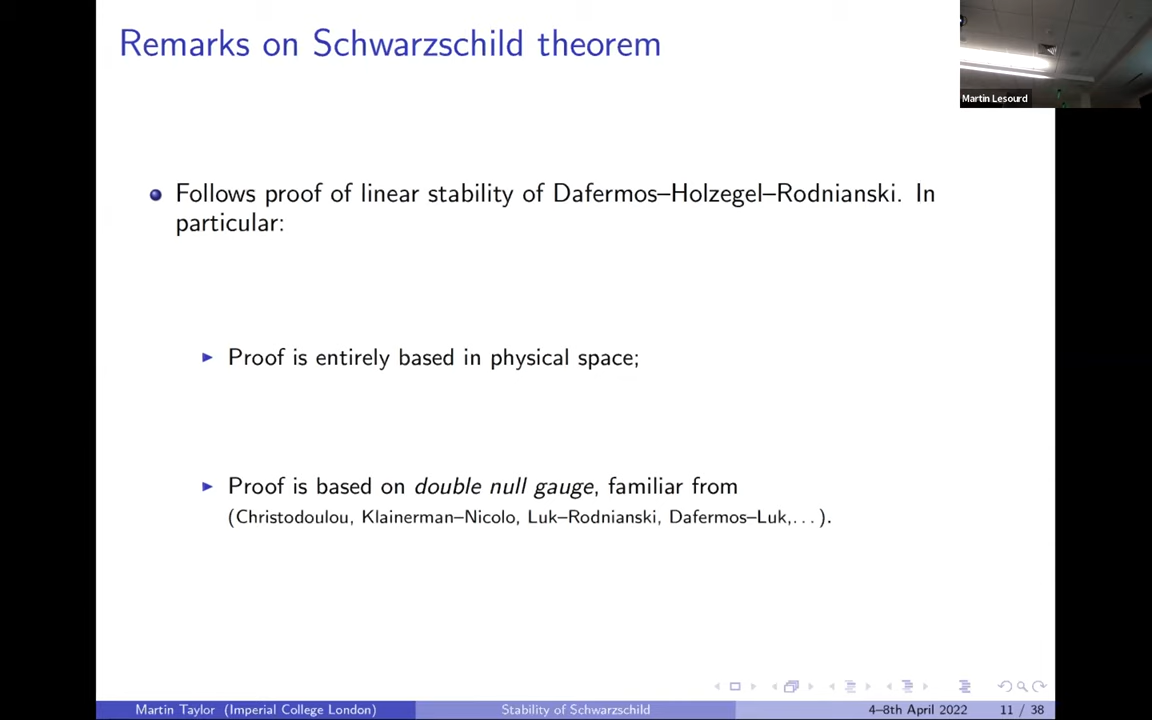 Remarks on Schwarzschild theorem
Martin Lesourd
Follows proof of linear stability of Dafermos–Holzegel–Rodnianski. In
particular:
Proof is entirely based in physical space;
Proof is based on double null gauge, familiar from
(Christodoulou, Klainerman–Nicolo, Luk–Rodnianski, Dafermos–Luk,...).
Martin Taylor (Imperial College London)
Stability of Schwarzschild
4–8th April 2022
11 / 38